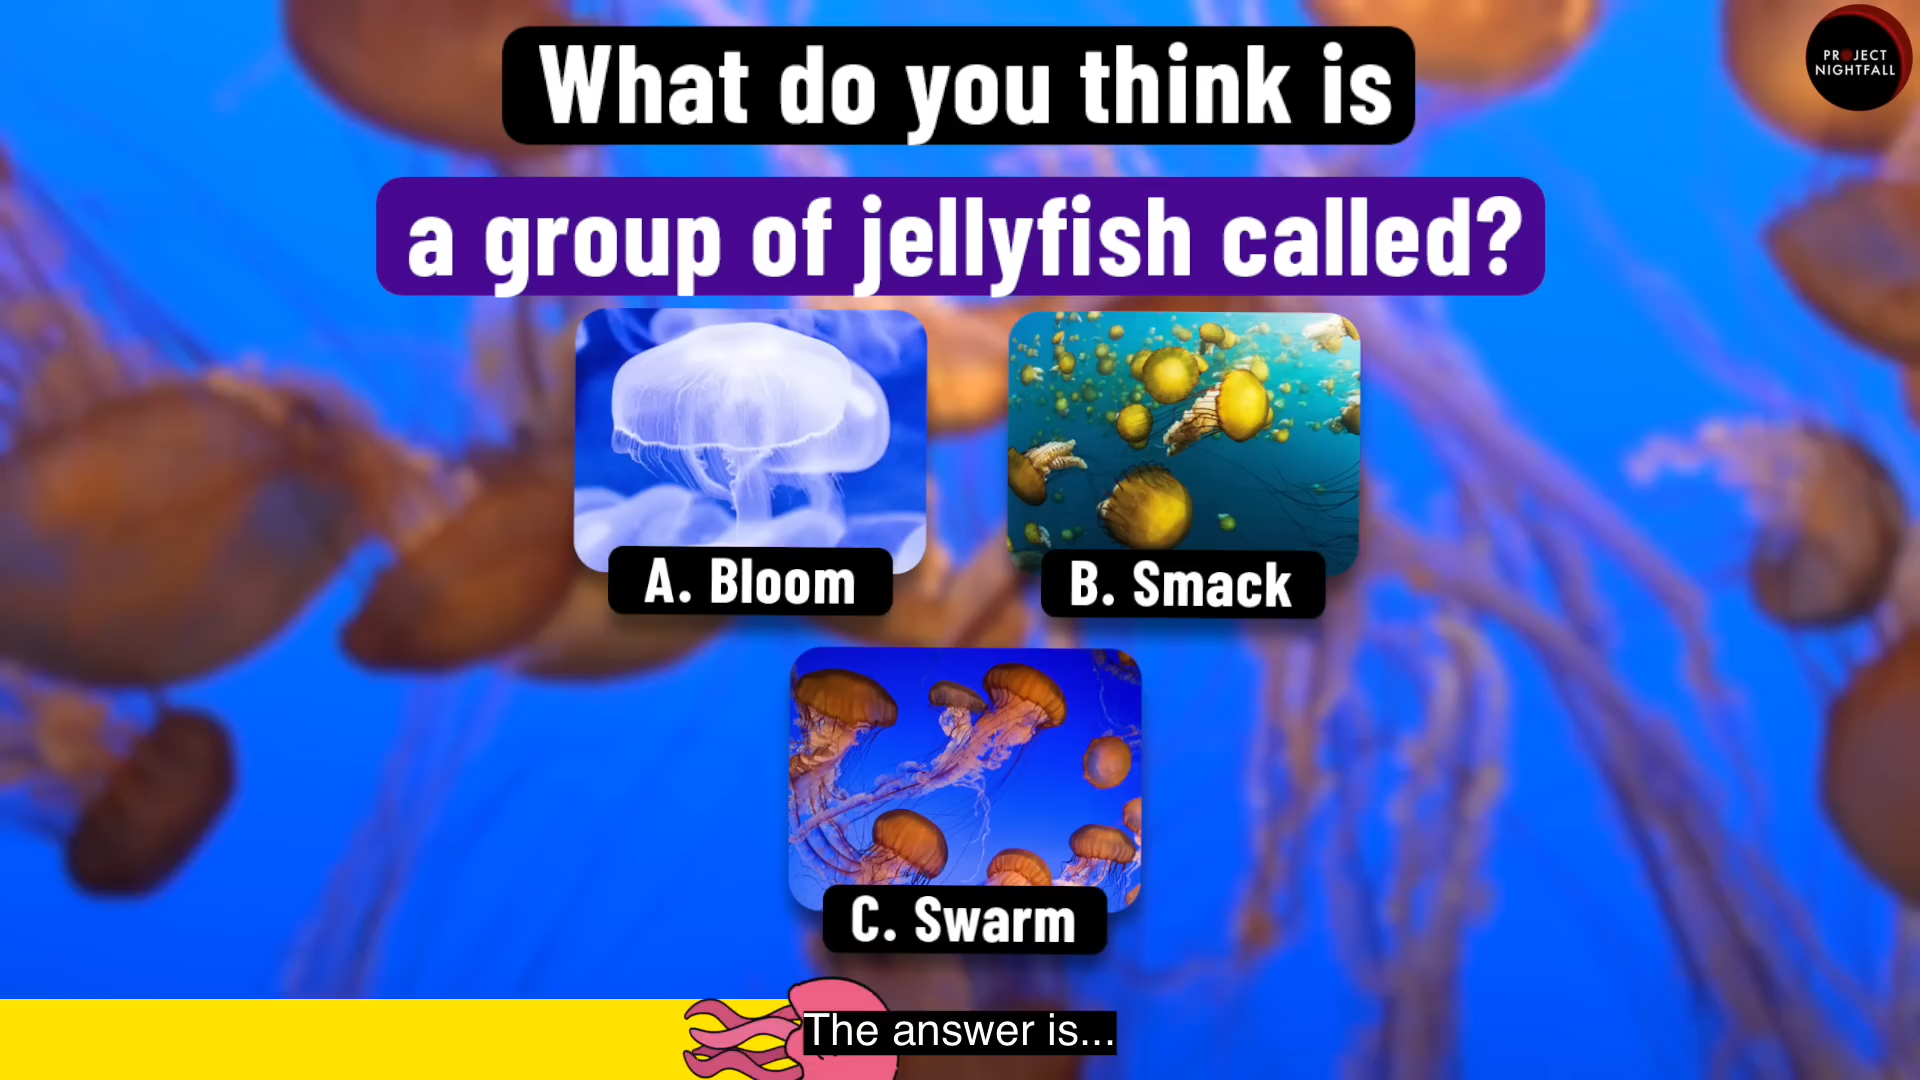 What do you think is
a group of jellyfish called?
PROJECT
NIGHTFALL
A. Bloom
B. Smack
C. Swarm
The answer is...